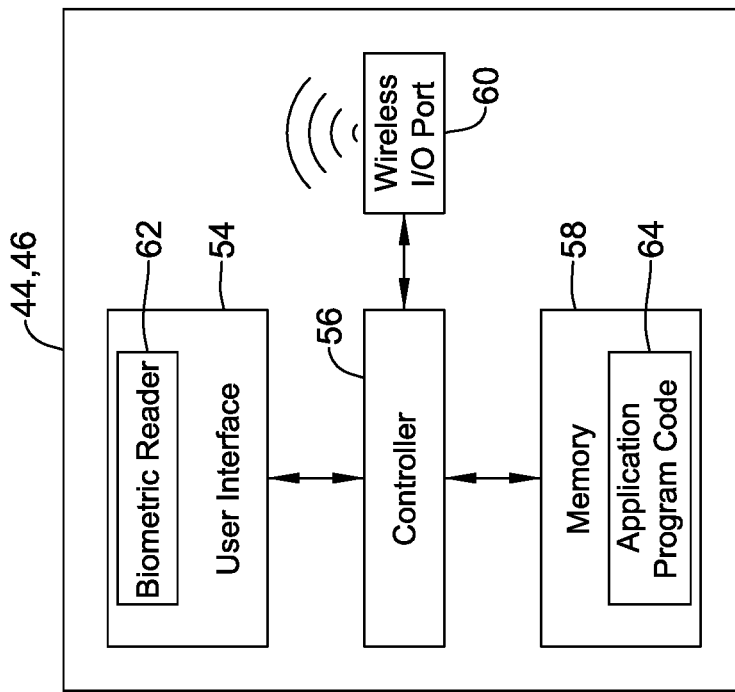 44,46
Biometric Reader
62
User Interface
54
Controller
56
Wireless
I/O Port
60
Memory
58
Application
Program Code
64